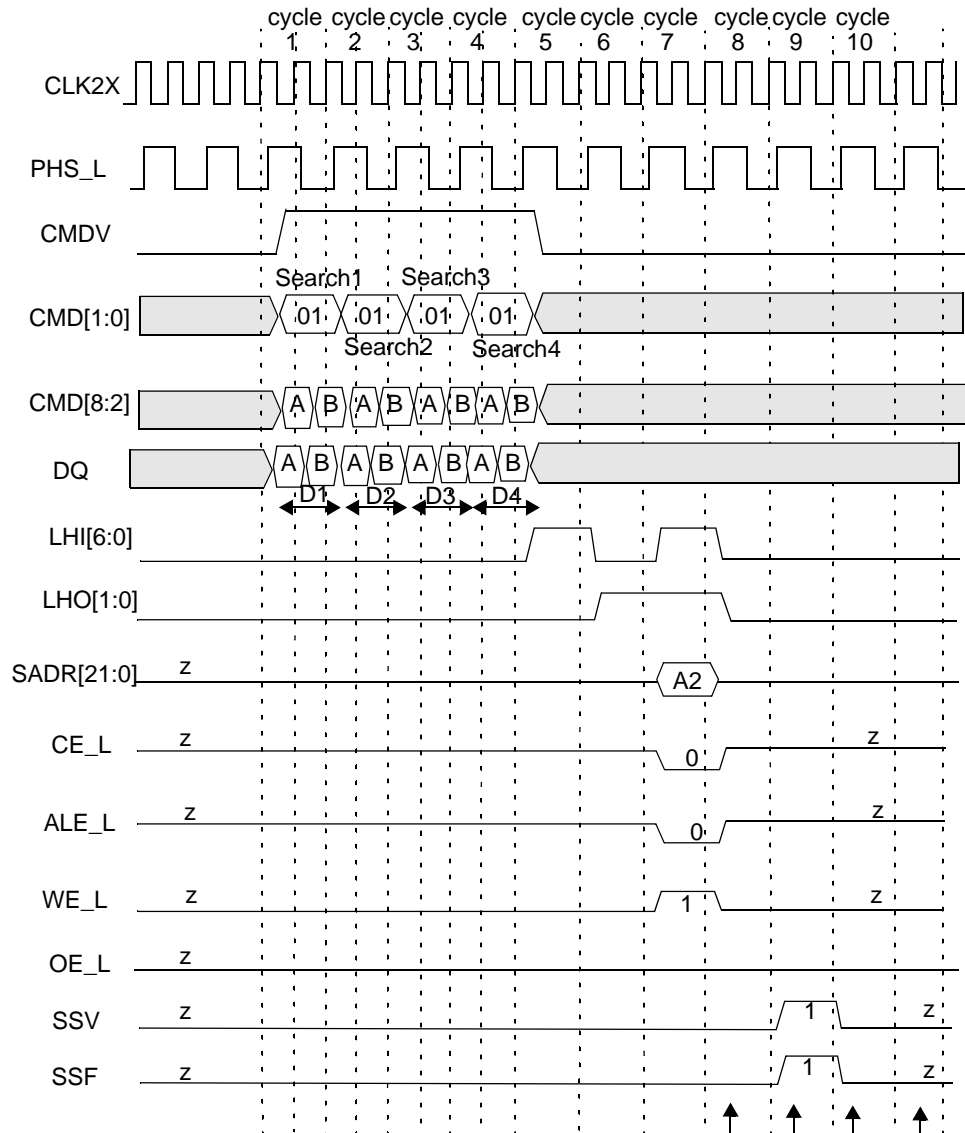 cycle cycle cycle cycle cycle cycle cycle cycle cycle cycle
1 2 3 4 5 6 7 8 9 10
CLK2X
PHS_L
CMDV
Search1 Search3
CMD[1:0] 01 01 01 01
Search2 Search4
CMD[8:2] A B A B A B A B
DQ A B A B A B A B
D1 D2 D3 D4
LHI[6:0]
LHO[1:0]
SADR[21:0] z A2
CE_L z 0 z
ALE_L z 0 z
WE_L z 1 z
OE_L z
SSV z 1 z
SSF z 1 z